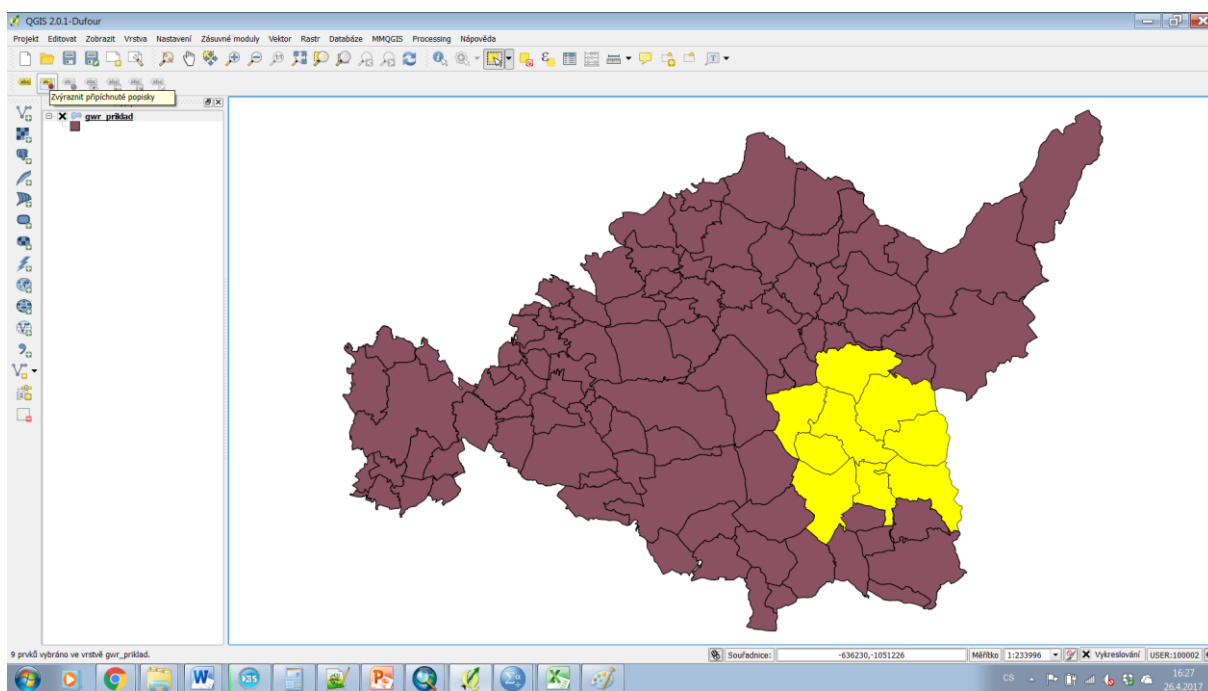 QGIS 2.0.1-Dufour
Projekt Editovat Zobrazit Vrstva Nastavení Zásuvné moduly Vektor Rastr Databáze MMQGIS Processing Nápověda
Zvýraznit připíchnuté popisky
gwr_priklad
9 prvků vybráno ve vrstvě gwr_priklad.
Souřadnice: -636230,-1051226 Měřítko 1:233996 Vykreslování USER:100002
CS 16:27
26.4.2017